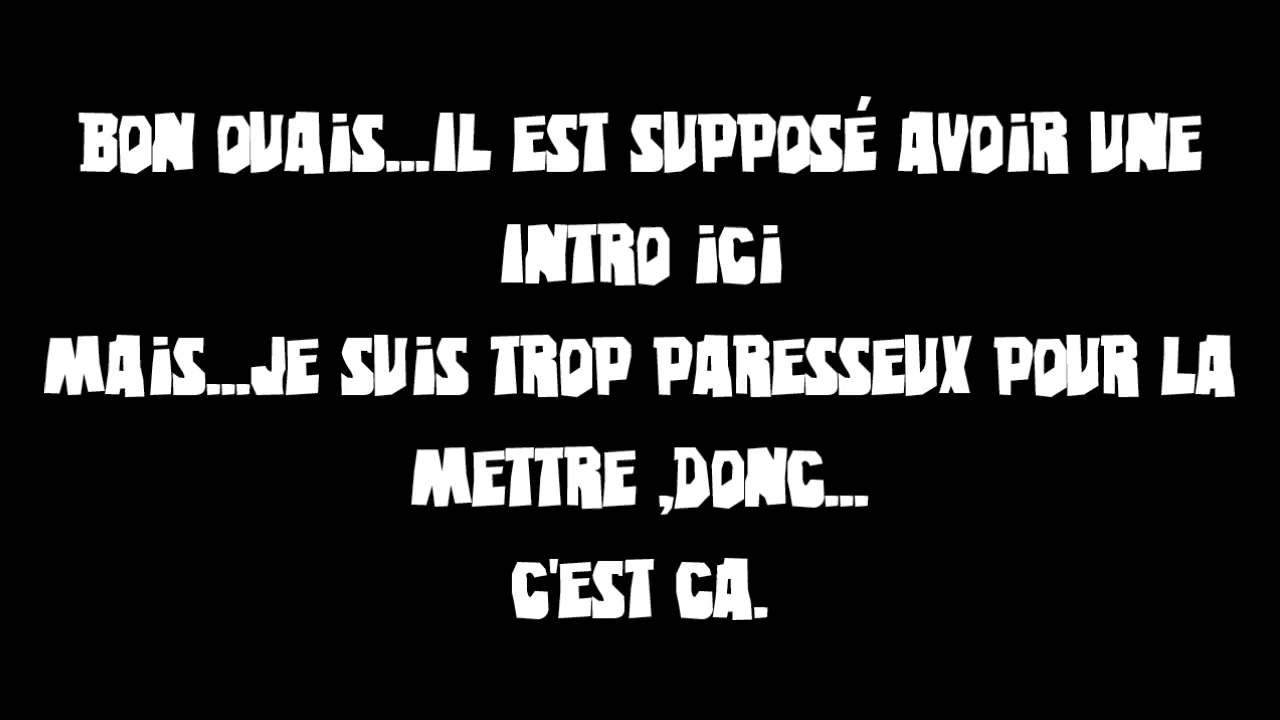 BON OUAIS...IL EST SUPPOSÉ AVOIR UNE
INTRO ICI
MAIS...JE SUIS TROP PARESSEUX POUR LA
METTRE ,DONC...
C'EST CA.